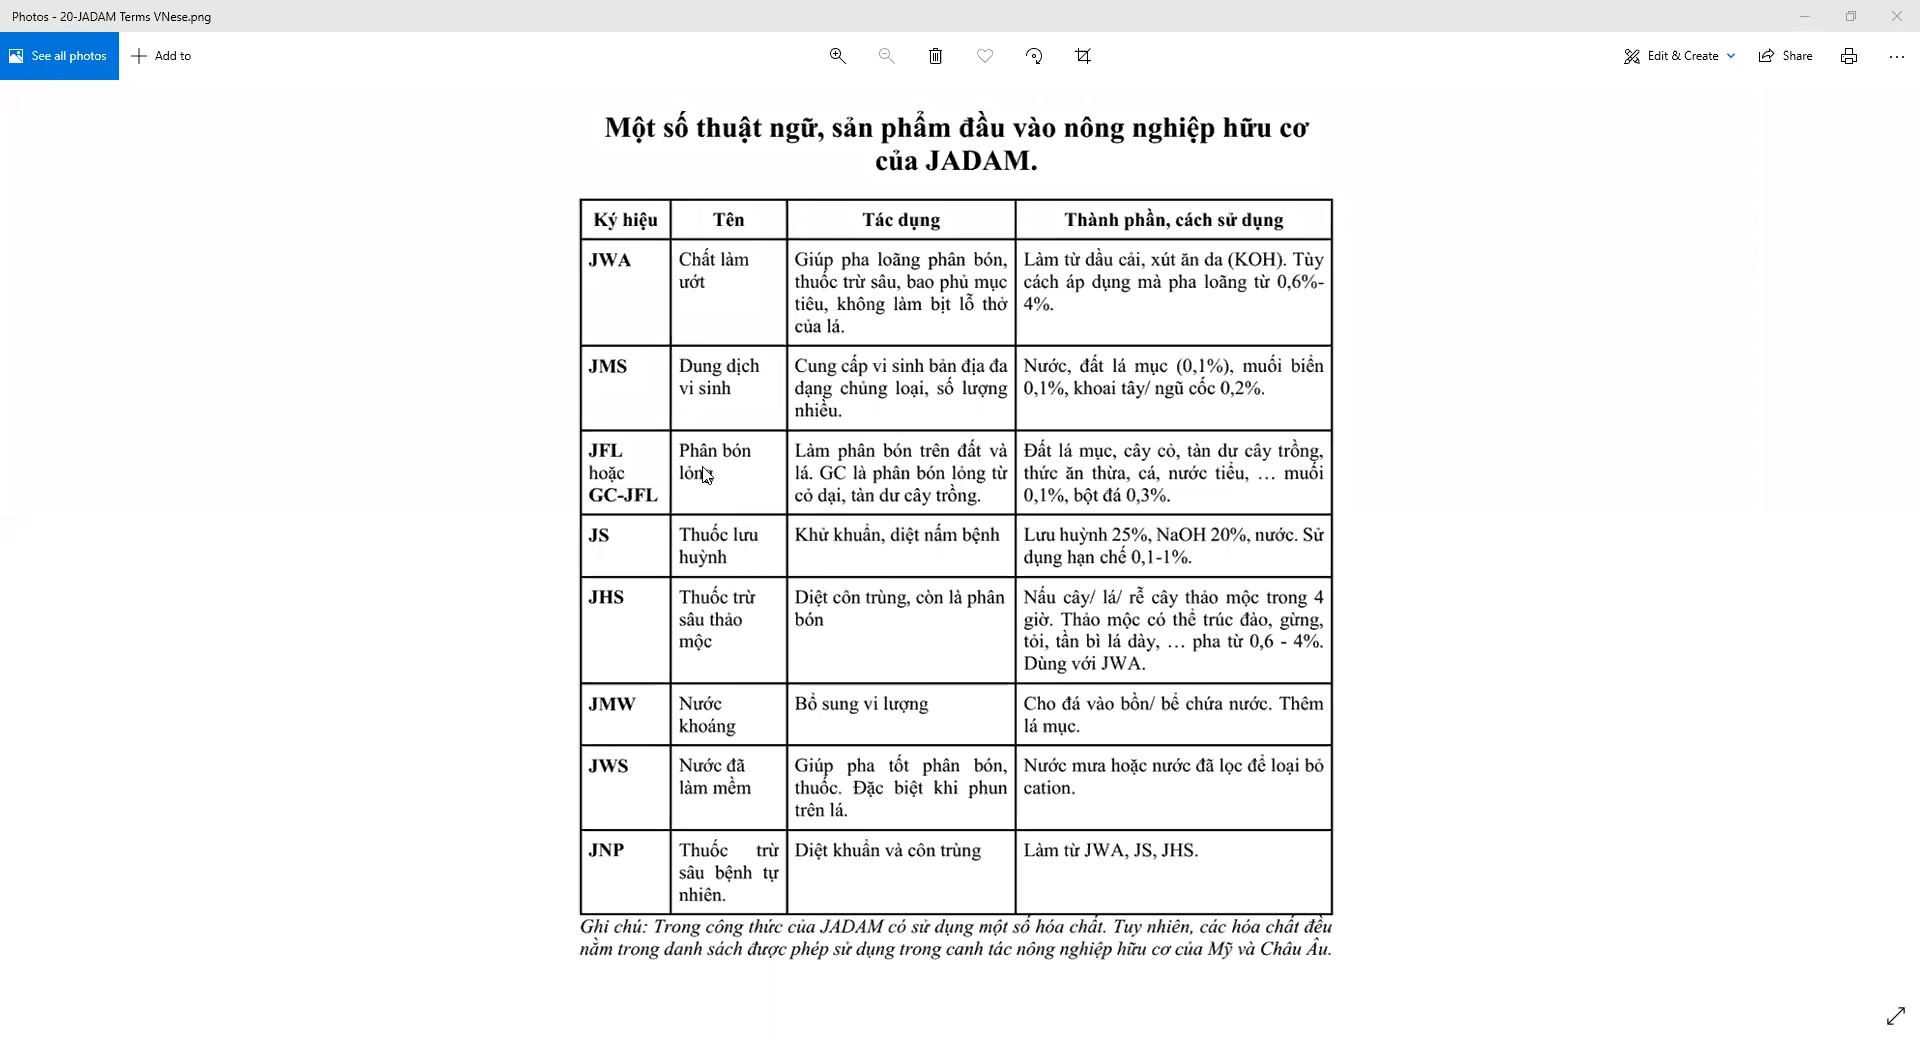 Photos - 20-JADAM Terms VNese.png
See all photos
Add to
Edit & Create
Share
Một số thuật ngữ, sản phẩm đầu vào nông nghiệp hữu cơ
của JADAM.
Ký hiệu
Tên
Tác dụng
Thành phần, cách sử dụng
JWA
Chất làm
ướt
Giúp pha loãng phân bón,
thuốc trừ sâu, bao phủ mục
tiêu, không làm bịt lỗ thở
của lá.
Làm từ dầu cải, xút ăn da (KOH). Tùy
cách áp dụng mà pha loãng từ 0,6%-
4%.
JMS
Dung dịch
vi sinh
Cung cấp vi sinh bản địa đa
dạng chủng loại, số lượng
nhiều.
Nước, đất lá mục (0,1%), muối biển
0,1%, khoai tây/ ngũ cốc 0,2%.
JFL
hoặc
GC-JFL
Phân bón
lỏng
Làm phân bón trên đất và
lá. GC là phân bón lỏng từ
cỏ dại, tàn dư cây trồng.
Đất lá mục, cây cỏ, tàn dư cây trồng,
thức ăn thừa, cá, nước tiểu, … muối
0,1%, bột đá 0,3%.
JS
Thuốc lưu
huỳnh
Khử khuẩn, diệt nấm bệnh
Lưu huỳnh 25%, NaOH 20%, nước. Sử
dụng hạn chế 0,1-1%.
JHS
Thuốc trừ
sâu thảo
mộc
Diệt côn trùng, còn là phân
bón
Nấu cây/ lá/ rễ cây thảo mộc trong 4
giờ. Thảo mộc có thể trúc đào, gừng,
tỏi, tần bì lá dày, … pha từ 0,6 - 4%.
Dùng với JWA.
JMW
Nước
khoáng
Bổ sung vi lượng
Cho đá vào bồn/ bể chứa nước. Thêm
lá mục.
JWS
Nước đã
làm mềm
Giúp pha tốt phân bón,
thuốc. Đặc biệt khi phun
trên lá.
Nước mưa hoặc nước đã lọc để loại bỏ
cation.
JNP
Thuốc trừ
sâu bệnh tự
nhiên.
Diệt khuẩn và côn trùng
Làm từ JWA, JS, JHS.
Ghi chú: Trong công thức của JADAM có sử dụng một số hóa chất. Tuy nhiên, các hóa chất đều
nằm trong danh sách được phép sử dụng trong canh tác nông nghiệp hữu cơ của Mỹ và Châu Âu.